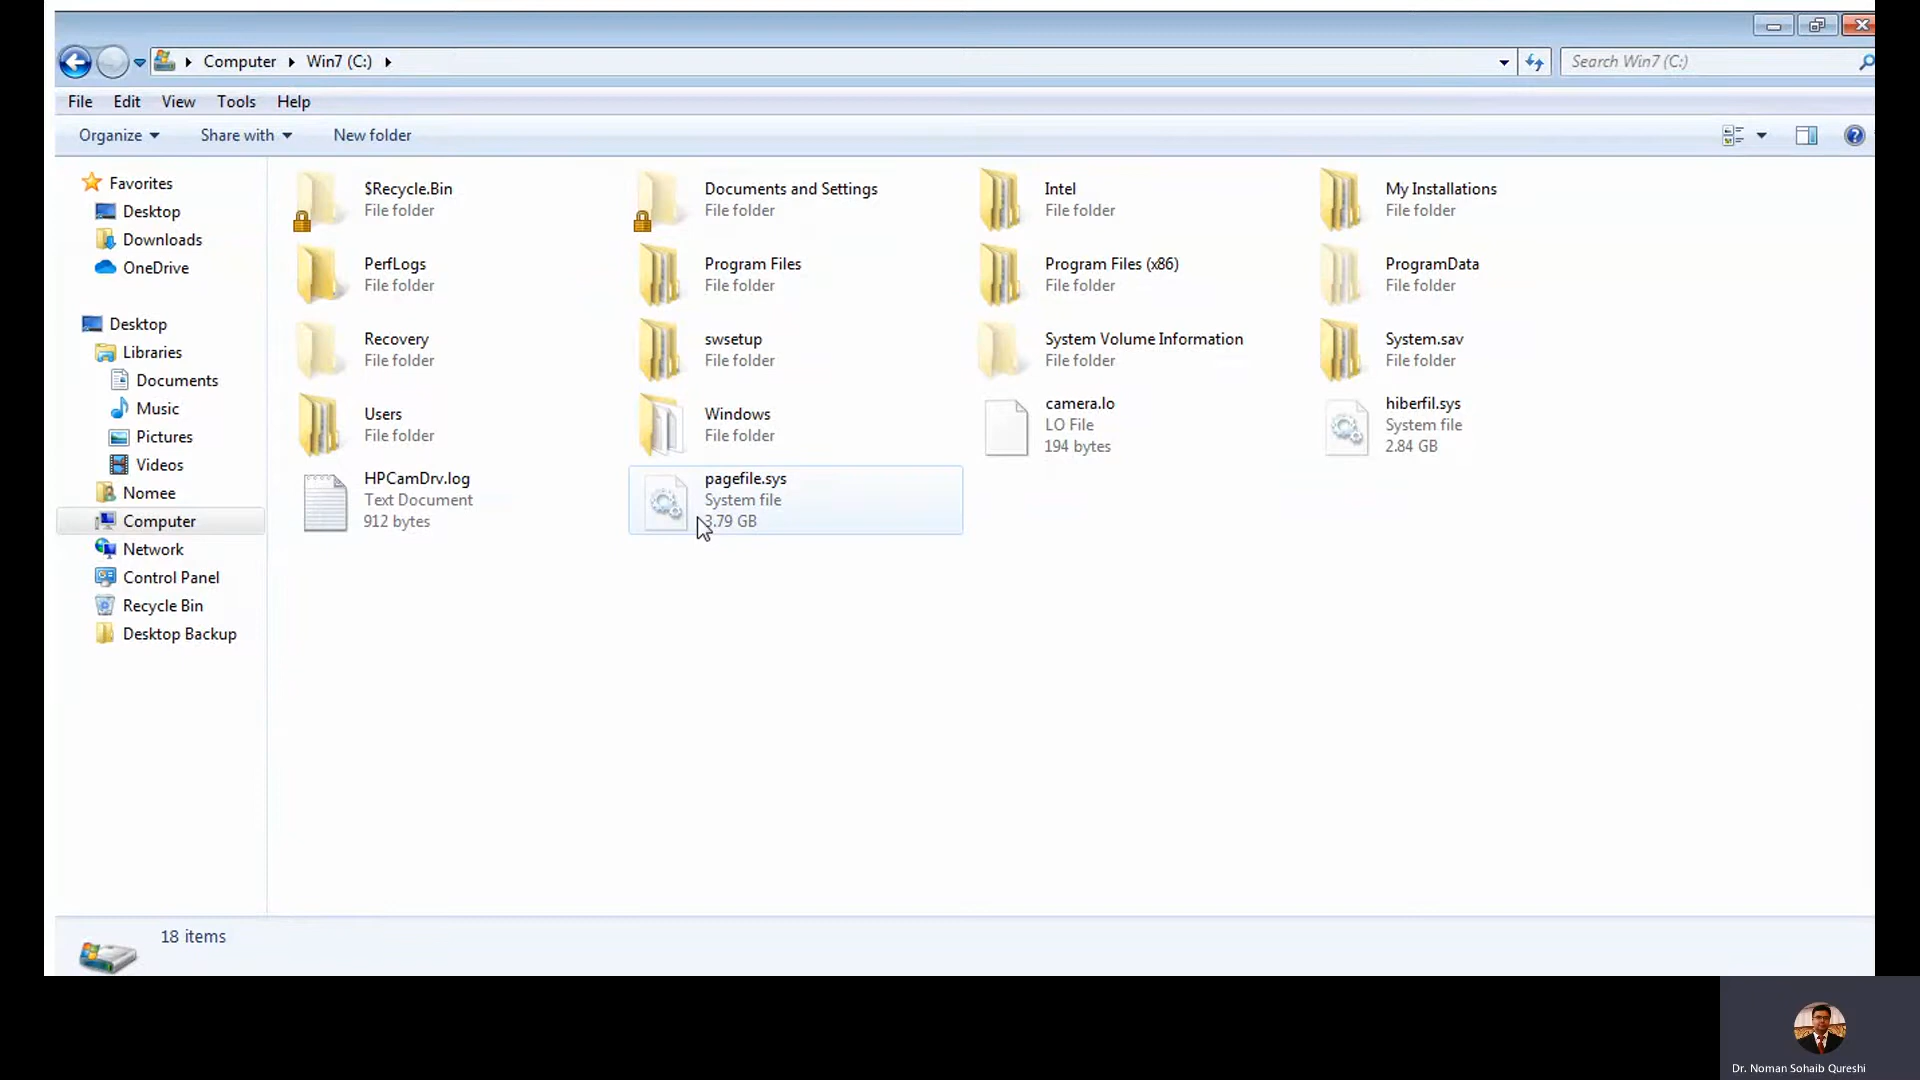 Computer
Win7 (C:)
Search Win7 (C:)
File
Edit
View
Tools
Help
Organize
Share with
New folder
Favorites
Desktop
Downloads
OneDrive
Desktop
Libraries
Documents
Music
Pictures
Videos
Nomee
Computer
Network
Control Panel
Recycle Bin
Desktop Backup
$Recycle.Bin
File folder
Documents and Settings
File folder
Intel
File folder
My Installations
File folder
PerfLogs
File folder
Program Files
File folder
Program Files (x86)
File folder
ProgramData
File folder
Recovery
File folder
swsetup
File folder
System Volume Information
File folder
System.sav
File folder
Users
File folder
Windows
File folder
camera.lo
LO File
194 bytes
hiberfil.sys
System file
2.84 GB
HPCamDrv.log
Text Document
912 bytes
pagefile.sys
System file
3.79 GB
18 items
Dr. Noman Sohaib Qureshi